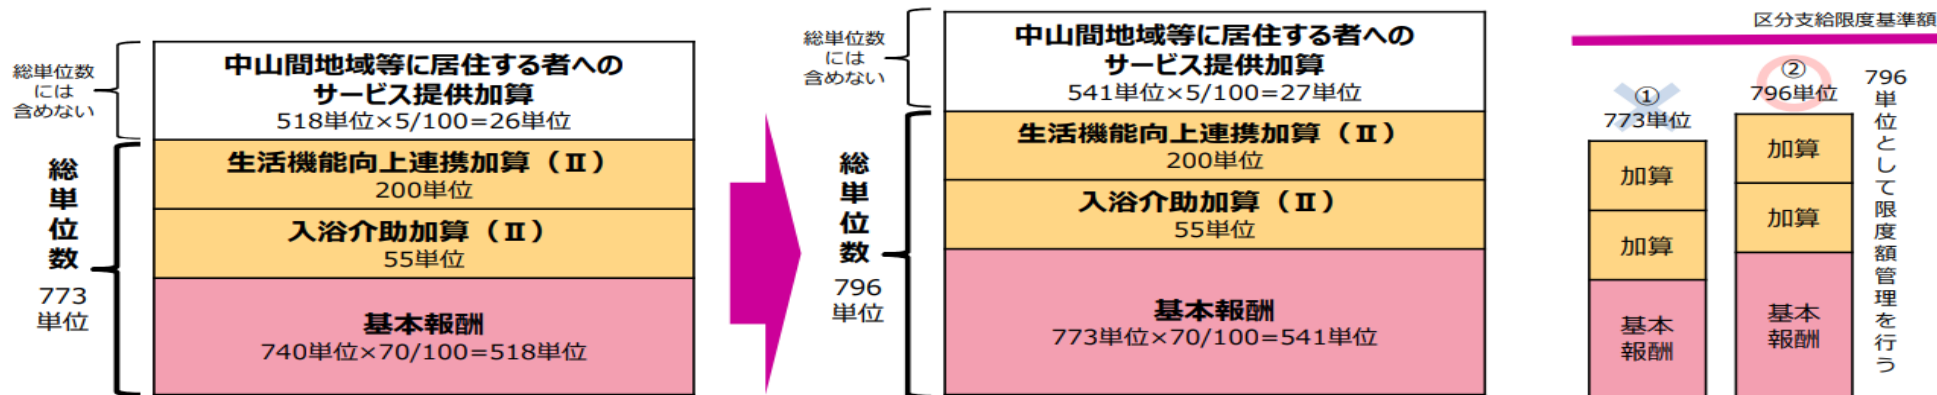 総単位数
には
含めない
中山間地域等に居住する者への
サービス提供加算
518単位×5/100=26単位
生活機能向上連携加算（Ⅱ）
200単位
入浴介助加算（Ⅱ）
55単位
基本報酬
740単位×70/100=518単位
総単位数
773
単位
総単位数
には
含めない
中山間地域等に居住する者への
サービス提供加算
541単位×5/100=27単位
生活機能向上連携加算（Ⅱ）
200単位
入浴介助加算（Ⅱ）
55単位
基本報酬
773単位×70/100=541単位
総単位数
796
単位
区分支給限度基準額
①
773単位
加算
加算
基本
報酬
②
796単位
加算
加算
基本
報酬
796
単位として限度額管理を行う